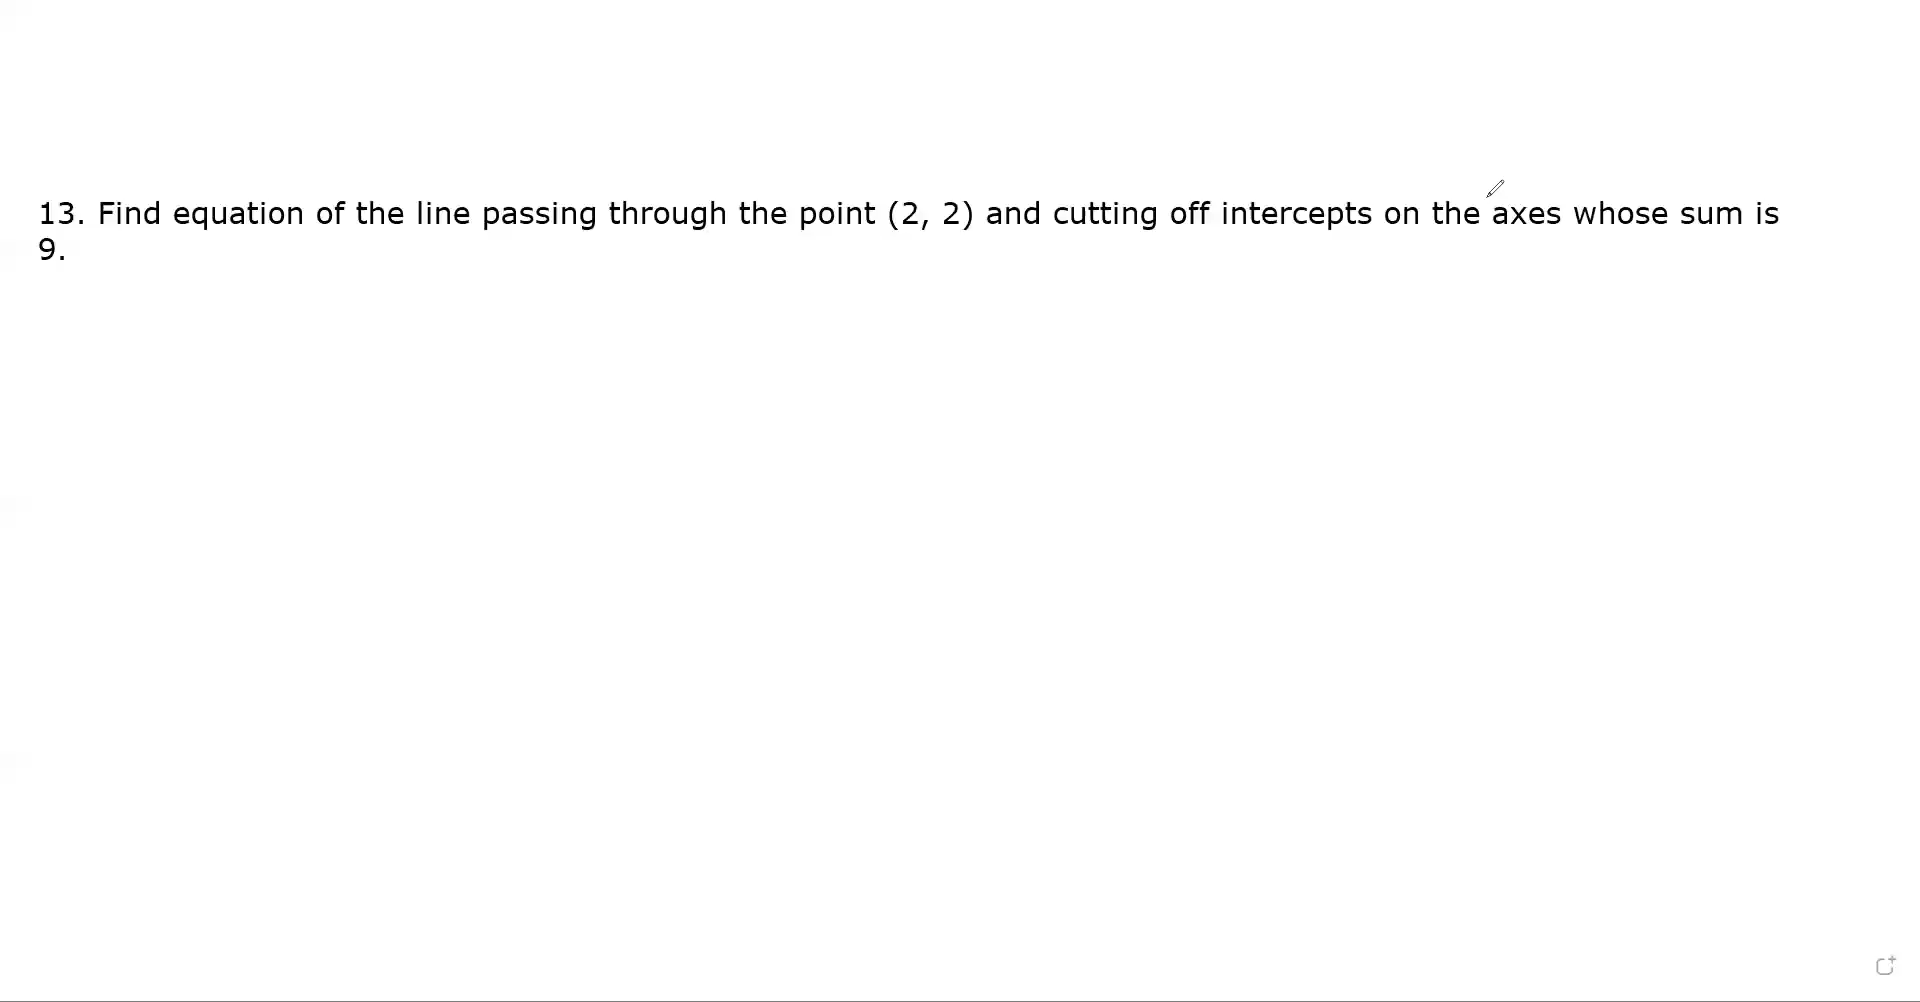 13. Find equation of the line passing through the point (2, 2) and cutting off intercepts on the axes whose sum is
9.